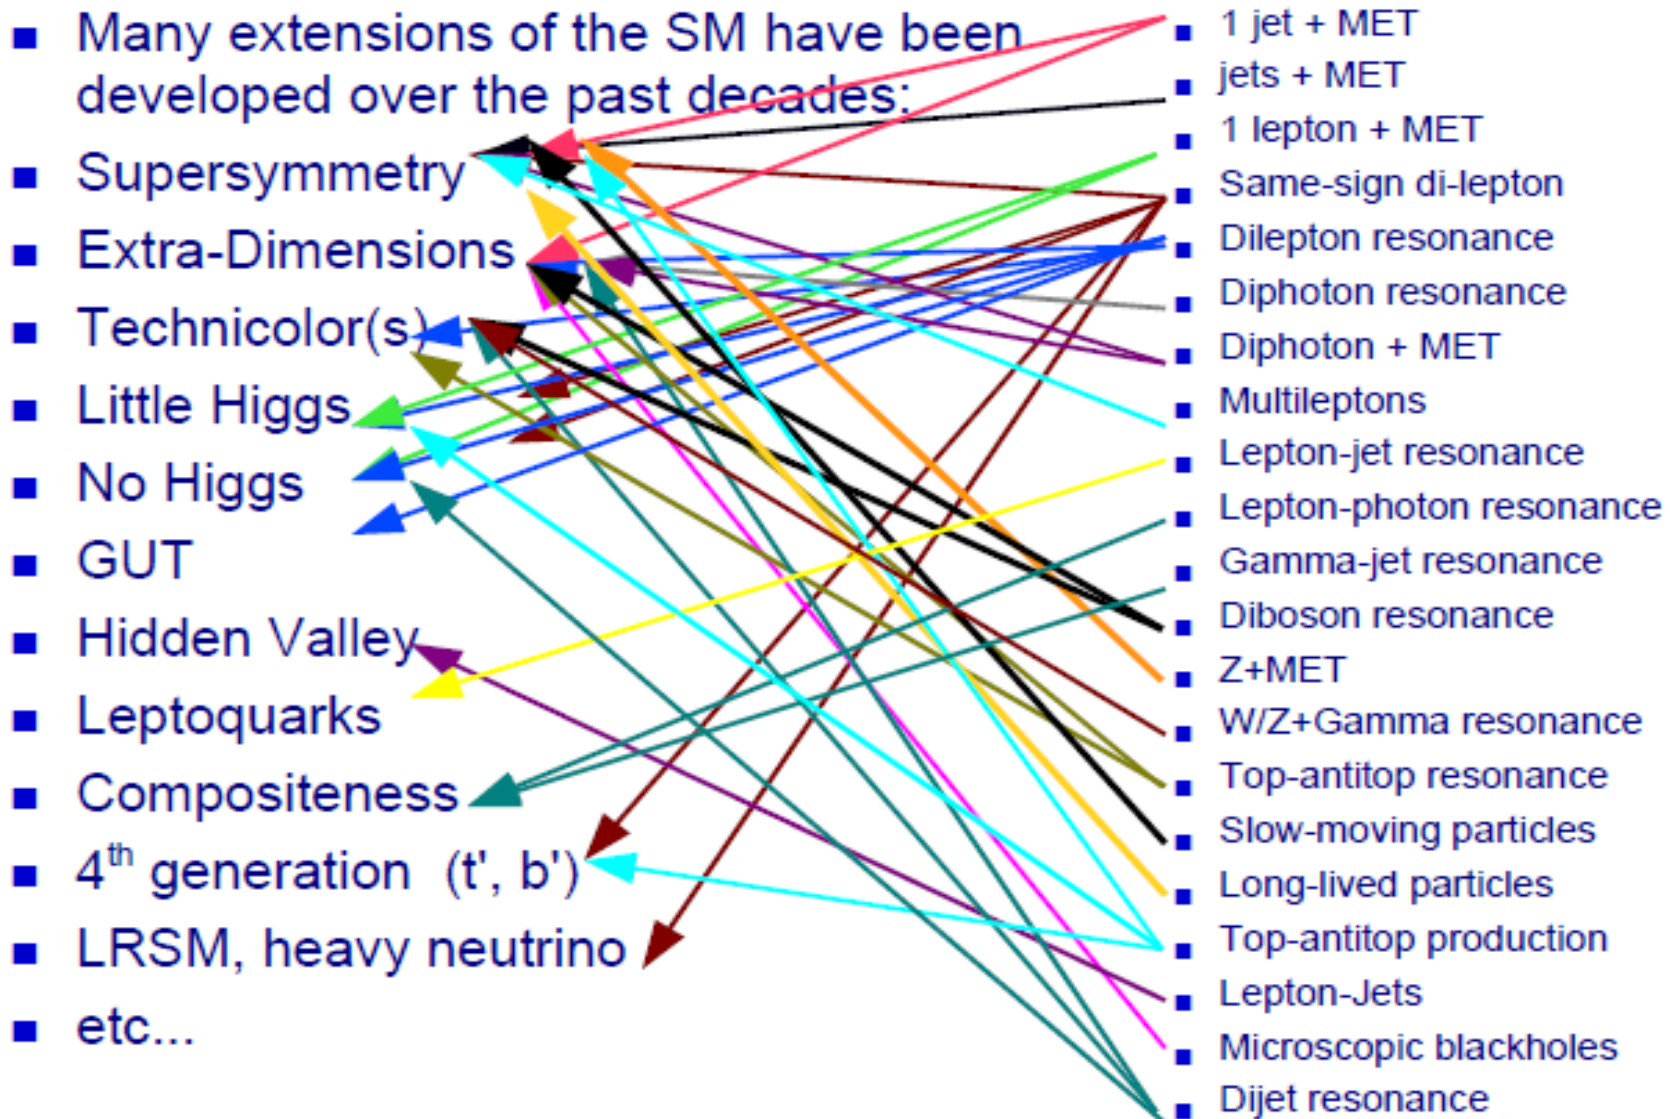 Many extensions of the SM have been
developed over the past decades:
Supersymmetry
Extra-Dimensions
Technicolor(s)
Little Higgs
No Higgs
GUT
Hidden Valley
Leptoquarks
Compositeness
4th generation (t', b')
LRSM, heavy neutrino
etc...
1 jet + MET
jets + MET
1 lepton + MET
Same-sign di-lepton
Dilepton resonance
Diphoton resonance
Diphoton + MET
Multileptons
Lepton-jet resonance
Lepton-photon resonance
Gamma-jet resonance
Diboson resonance
Z+MET
W/Z+Gamma resonance
Top-antitop resonance
Slow-moving particles
Long-lived particles
Top-antitop production
Lepton-Jets
Microscopic blackholes
Dijet resonance